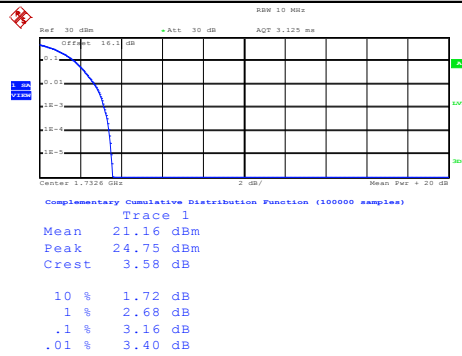 RBW 10 MHz
Ref 30 dBm Att 30 dB AQT 3.125 ms
Offset 16.1 dB
0.1
A
1 SA
VIEW
0.01
LV
1E-3
1E-4
1E-5
3D
Center 1.7326 GHz 2 dB/ Mean Pwr + 20 dB
Complementary Cumulative Distribution Function (100000 samples)
Trace 1
Mean 21.16 dBm
Peak 24.75 dBm
Crest 3.58 dB
10 % 1.72 dB
1 % 2.68 dB
.1 % 3.16 dB
.01 % 3.40 dB